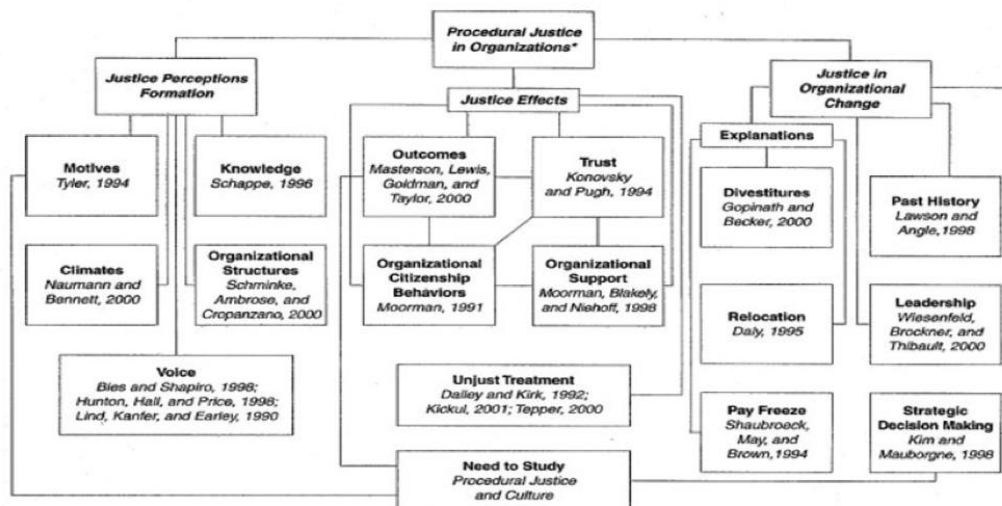 Procedural Justice
in Organizations*
Justice Perceptions
Formation
Motives
Tyler, 1994
Knowledge
Schappe, 1996
Climates
Naumann and
Bennett, 2000
Organizational
Structures
Schminke,
Ambrose, and
Cropanzano, 2000
Voice
Bies and Shapiro, 1998;
Hunton, Hall, and Price, 1998;
Lind, Kanfer, and Earley, 1990
Justice Effects
Outcomes
Masterson, Lewis,
Goldman, and
Taylor, 2000
Trust
Konovsky
and Pugh, 1994
Organizational
Citizenship
Behaviors
Moorman, 1991
Organizational
Support
Moorman, Blakely,
and Niehoff, 1998
Unjust Treatment
Dailey and Kirk, 1992;
Kickul, 2001; Tepper, 2000
Need to Study
Procedural Justice
and Culture
Justice in
Organizational
Change
Explanations
Divestitures
Gopinath and
Becker, 2000
Past History
Lawson and
Angle, 1998
Relocation
Daly, 1995
Leadership
Wiesenfeld,
Brockner, and
Thibault, 2000
Pay Freeze
Shaubroeck,
May, and
Brown, 1994
Strategic
Decision Making
Kim and
Mauborgne, 1998